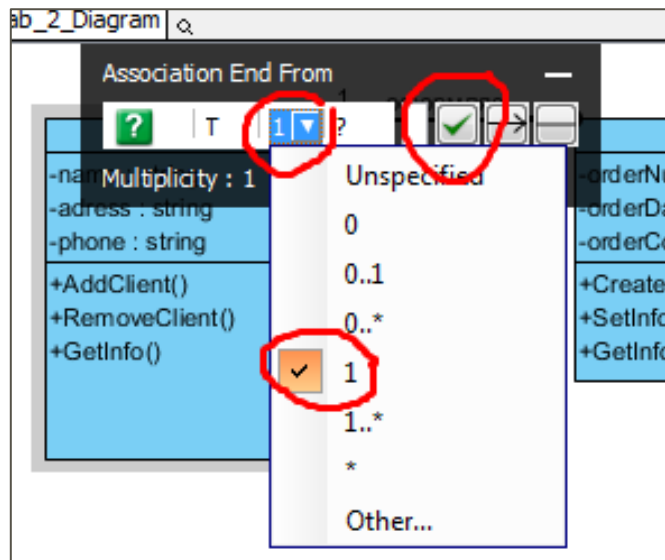 ab_2_Diagram
Association End From
? T 1 ?
Multiplicity : 1
-adress : string
-phone : string
+AddClient()
+RemoveClient()
+GetInfo()
Unspecified
0
0..1
0..*
1
1..*
*
Other...
-orderNu
-orderDa
-orderCo
+Create
+SetInfo
+GetInfo